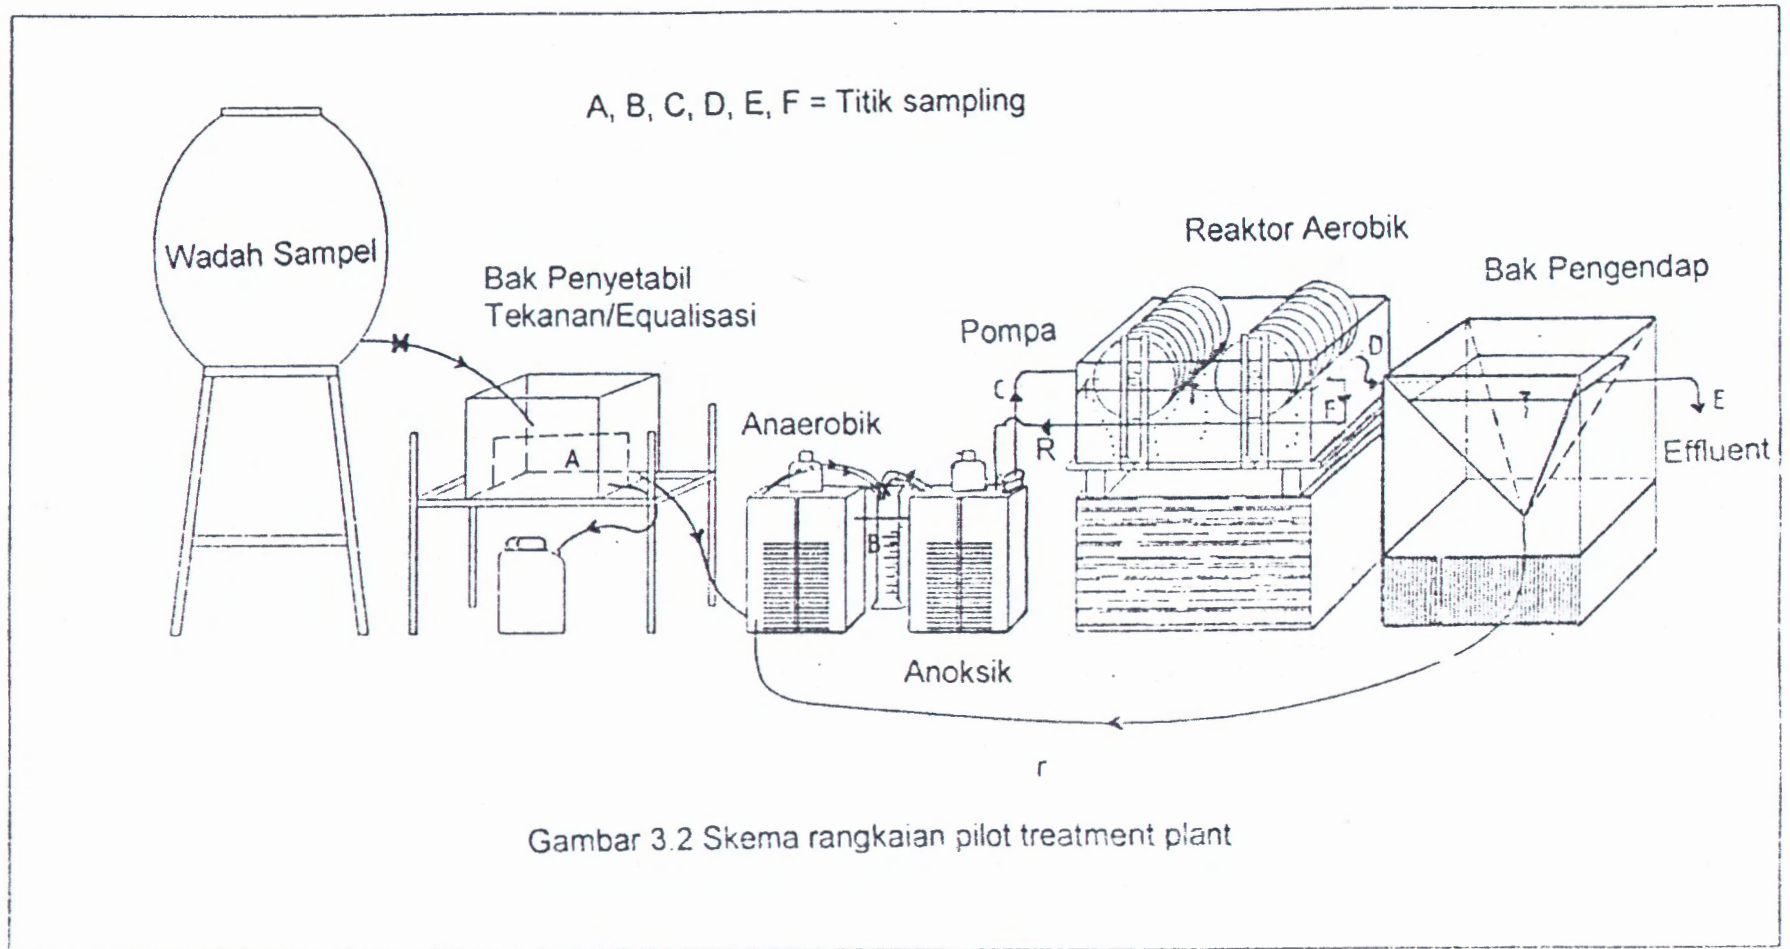 A, B, C, D, E, F = Titik sampling
Wadah Sampel
Bak Penyetabil
Tekanan/Equalisasi
A
Anaerobik
B
Anoksik
Pompa
C
R
Reaktor Aerobik
D
F
Bak Pengendap
E
Effluent
r
Gambar 3.2 Skema rangkaian pilot treatment plant